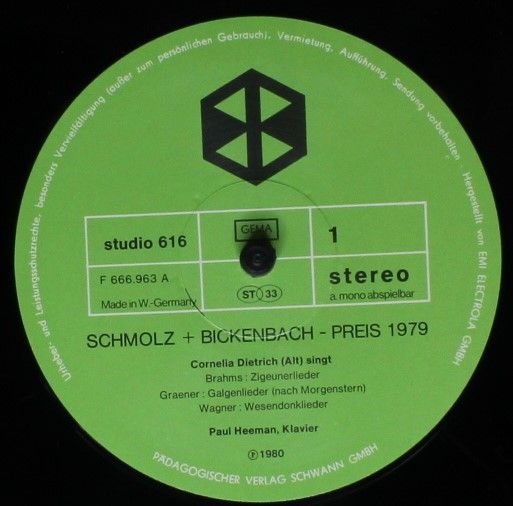 Urheber- und Leistungsschutzrechte, besonders Vervielfältigung (außer zum persönlichen Gebrauch), Vermietung, Aufführung, Sendung vorbehalten · Hergestellt von EMI ELECTROLA GMBH
studio 616
GEMA
1
F 666.963 A
Made in W.-Germany
ST 33
stereo
a. mono abspielbar
SCHMOLZ + BICKENBACH - PREIS 1979
Cornelia Dietrich (Alt) singt
Brahms : Zigeunerlieder
Graener : Galgenlieder (nach Morgenstern)
Wagner : Wesendonklieder
Paul Heeman, Klavier
Ⓟ 1980
PÄDAGOGISCHER VERLAG SCHWANN GMBH